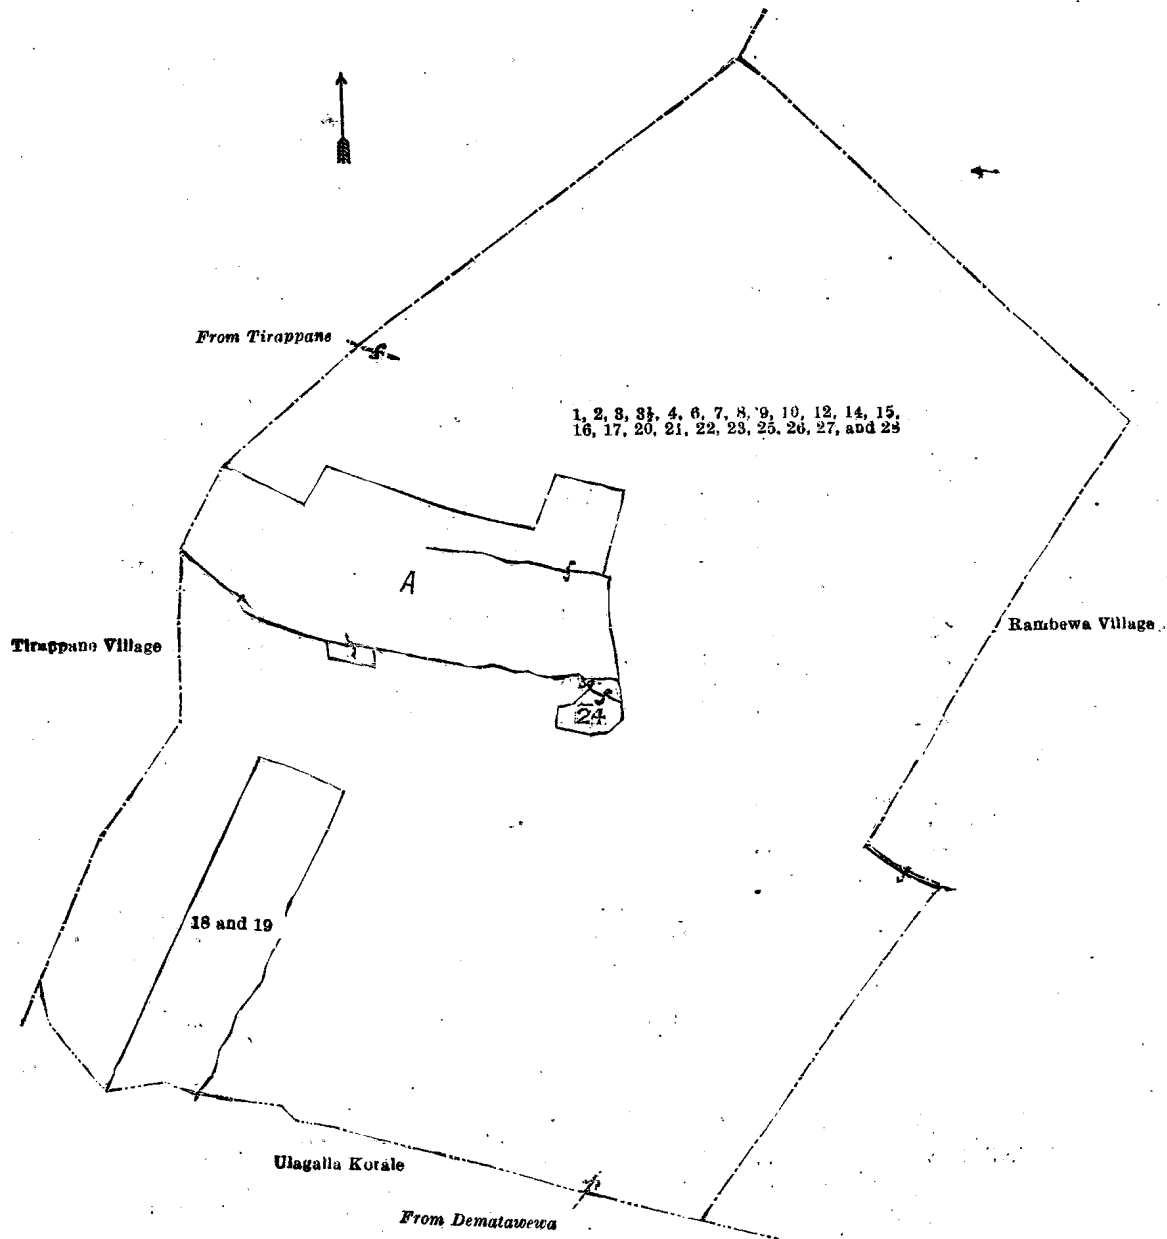 From Tirappane
1, 2, 3, 3½, 4, 6, 7, 8, 9, 10, 12, 14, 15,
16, 17, 20, 21, 22, 23, 25, 26, 27, and 28
A
Tirappane Village
Rambewa Village
24
18 and 19
Ulagalla Korale
From Dematawewa